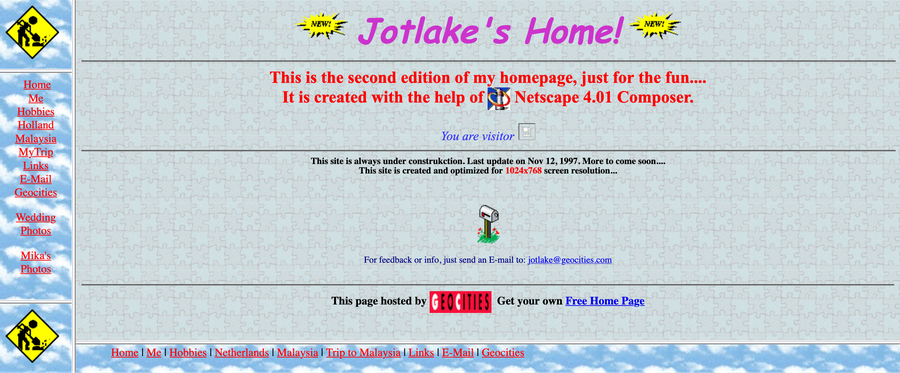 Home
Me
Hobbies
Holland
Malaysia
MyTrip
Links
E-Mail
Geocities
Wedding
Photos
Mika's
Photos
NEW! Jotlake's Home! NEW!
This is the second edition of my homepage, just for the fun....
It is created with the help of Netscape 4.01 Composer.
You are visitor
This site is always under construkction. Last update on Nov 12, 1997. More to come soon....
This site is created and optimized for 1024x768 screen resolution...
For feedback or info, just send an E-mail to: jotlake@geocities.com
This page hosted by GEOCITIES Get your own Free Home Page
Home | Me | Hobbies | Netherlands | Malaysia | Trip to Malaysia | Links | E-Mail | Geocities